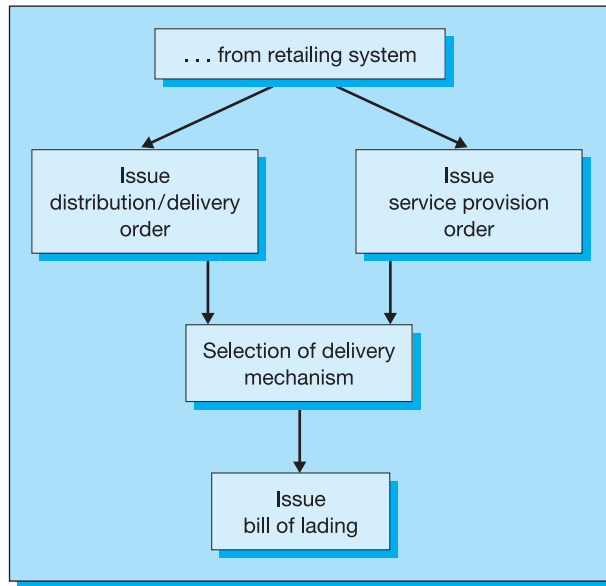 . . . from retailing system
Issue
distribution/delivery
order
Issue
service provision
order
Selection of delivery
mechanism
Issue
bill of lading